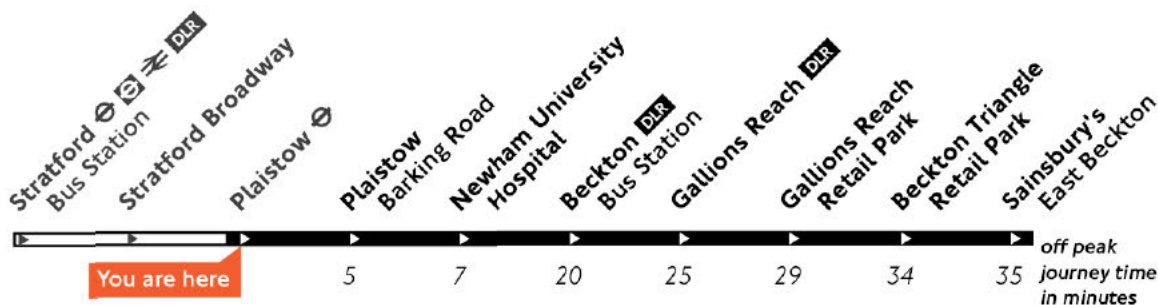 Stratford DLR
Bus Station
Stratford Broadway
Plaistow
Plaistow
Barking Road
Newham University
Hospital
Beckton DLR
Bus Station
Gallions Reach DLR
Gallions Reach
Retail Park
Beckton Triangle
Retail Park
Sainsbury's
East Beckton
You are here
5 7 20 25 29 34 35
off peak
journey time
in minutes